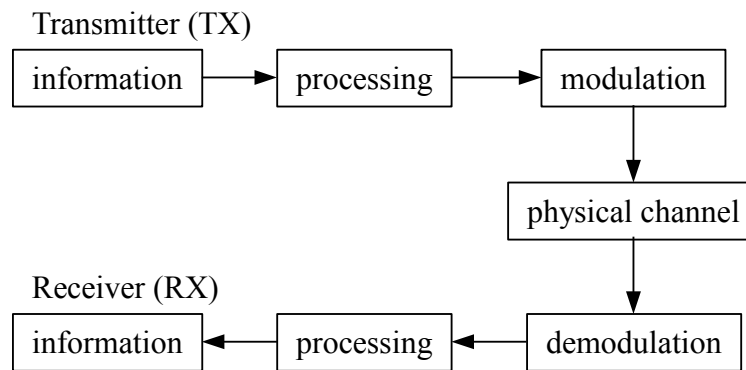 Transmitter (TX)
information
processing
modulation
physical channel
Receiver (RX)
information
processing
demodulation